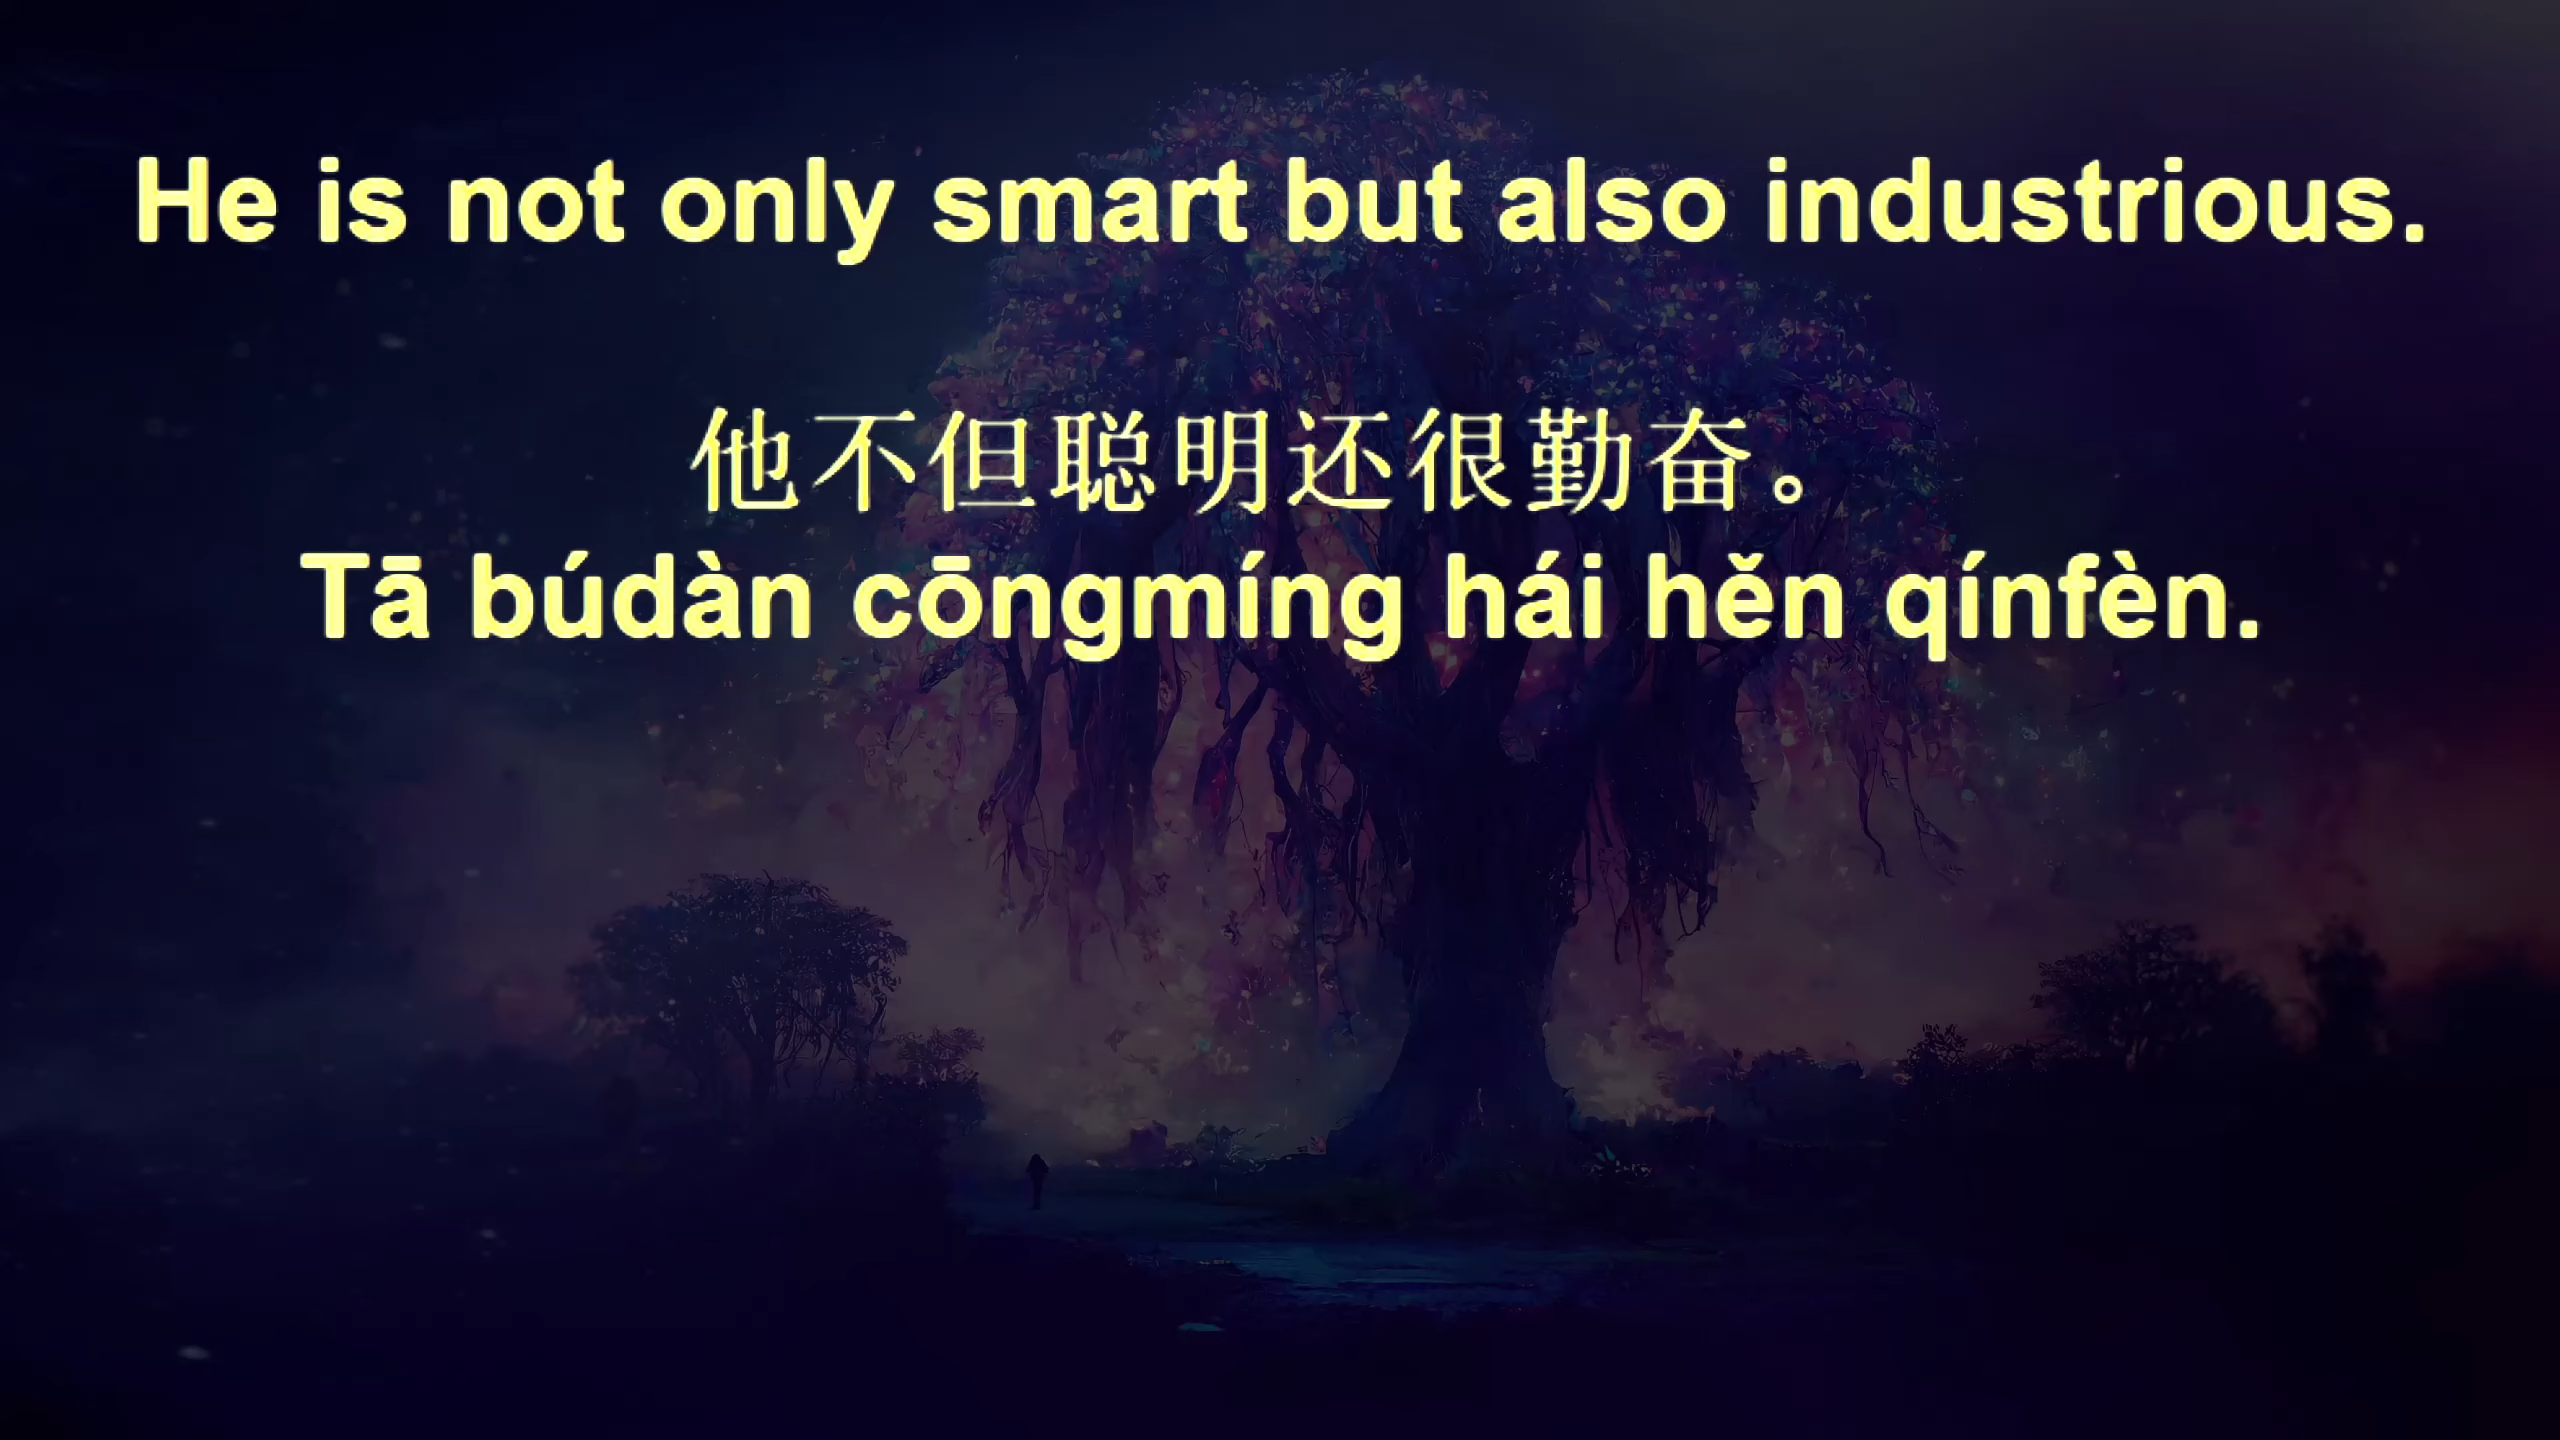 He is not only smart but also industrious.
他不但聪明还很勤奋。
Tā búdàn cōngmíng hái hěn qínfèn.